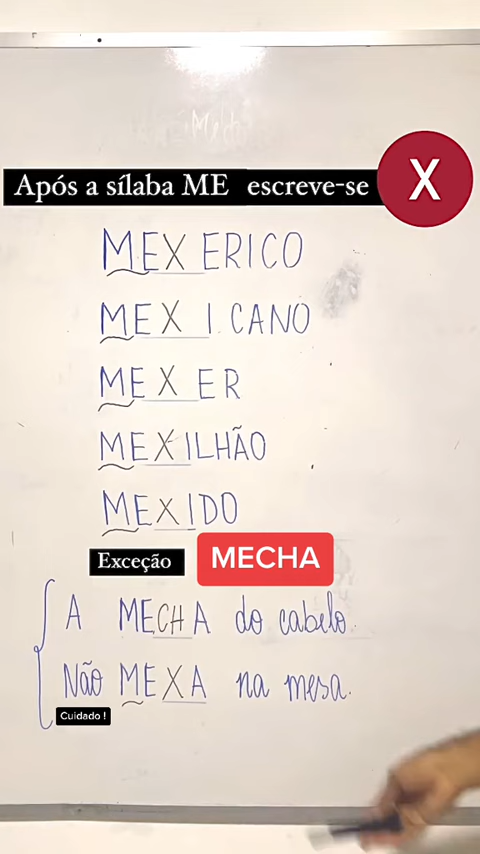 Após a sílaba ME escreve-se X
MEXERICO
MEXICANO
MEXER
MEXILHÃO
MEXIDO
Exceção MECHA
A MECHA do cabelo.
Não MEXA na mesa.
Cuidado !